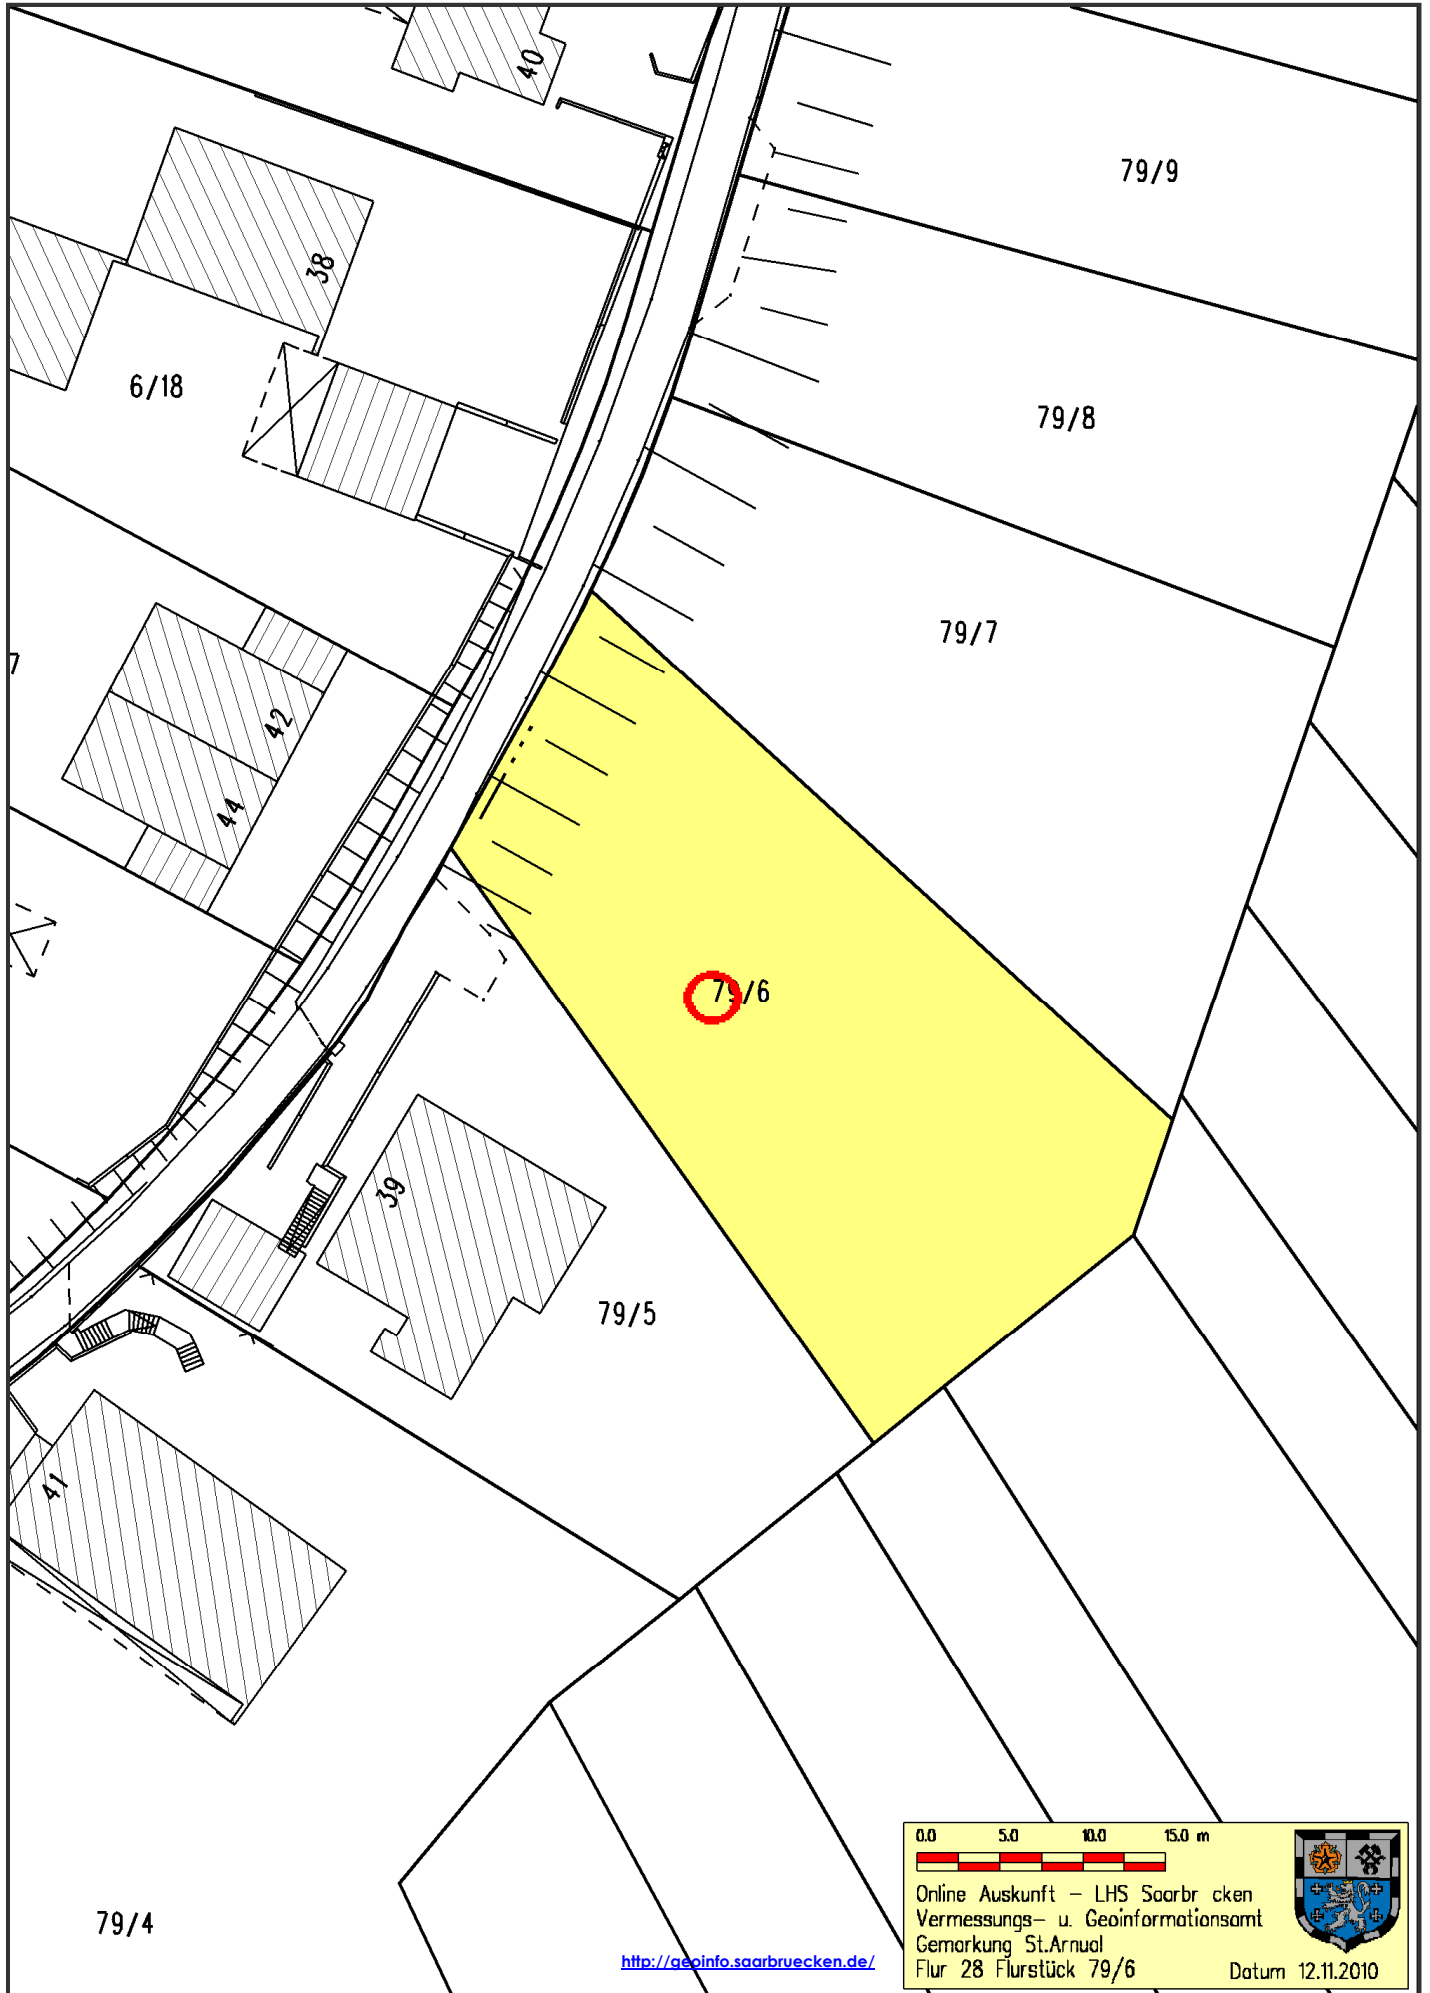 40
79/9
38
6/18
79/8
79/7
7
42
44
79/6
39
79/5
41
79/4
0.0 5.0 10.0 15.0 m
Online Auskunft - LHS Saarbr cken
Vermessungs- u. Geoinformationsamt
Gemarkung St.Arnual
Flur 28 Flurstück 79/6 Datum 12.11.2010
http://geoinfo.saarbruecken.de/